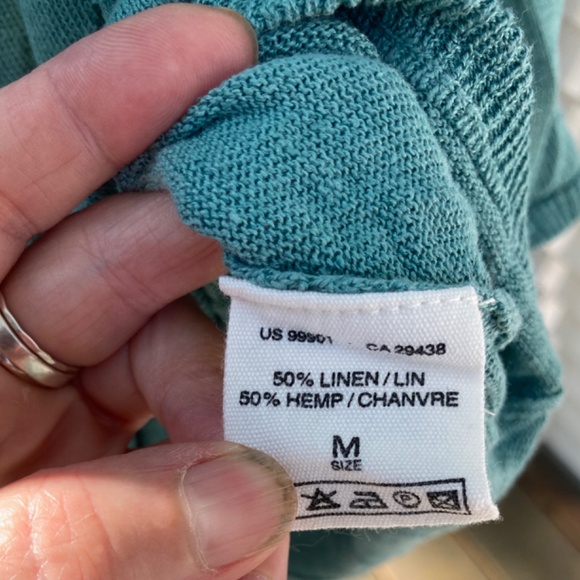 US 99901 CA 29438
50% LINEN/LIN
50% HEMP/CHANVRE
M
SIZE